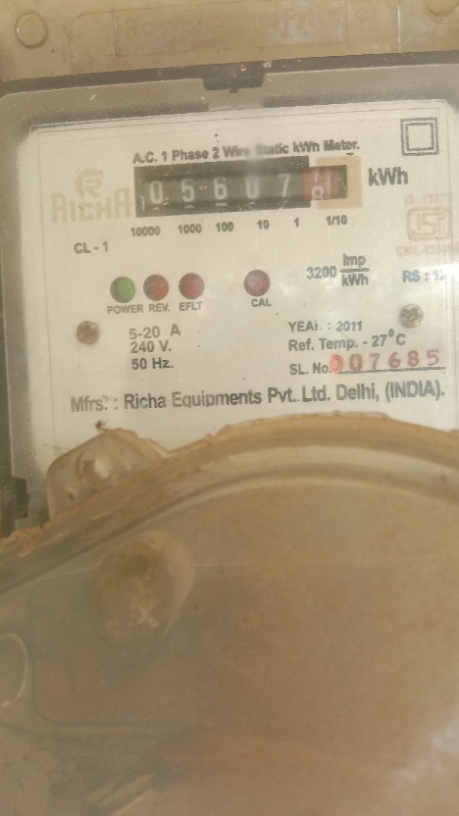 A.C. 1 Phase 2 Wire Static kWh Meter.
RICHA
0 5 6 0 7 kWh
10000 1000 100 10 1 1/10
CL - 1
3200 Imp/kWh
POWER REV. EFLT CAL
5-20 A
240 V.
50 Hz.
YEAR : 2011
Ref. Temp. - 27°C
SL. No. 007685
Mfrs. : Richa Equipments Pvt. Ltd. Delhi, (INDIA).